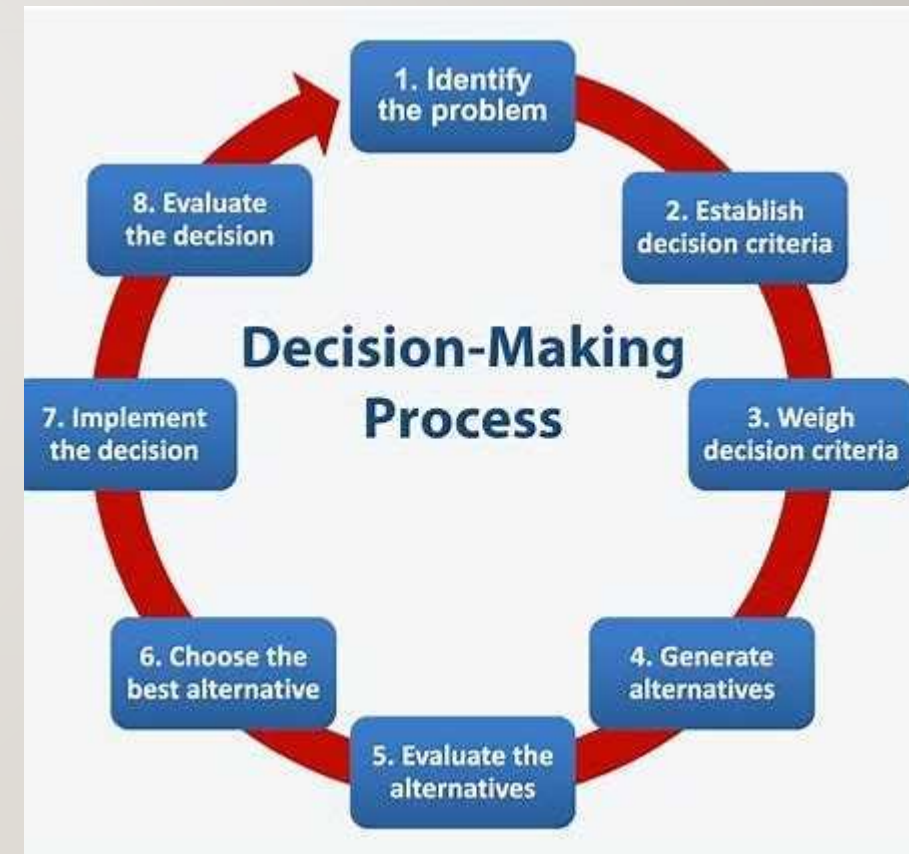 1. Identify
the problem
2. Establish
decision criteria
3. Weigh
decision criteria
4. Generate
alternatives
5. Evaluate the
alternatives
6. Choose the
best alternative
7. Implement
the decision
8. Evaluate
the decision
Decision-Making
Process